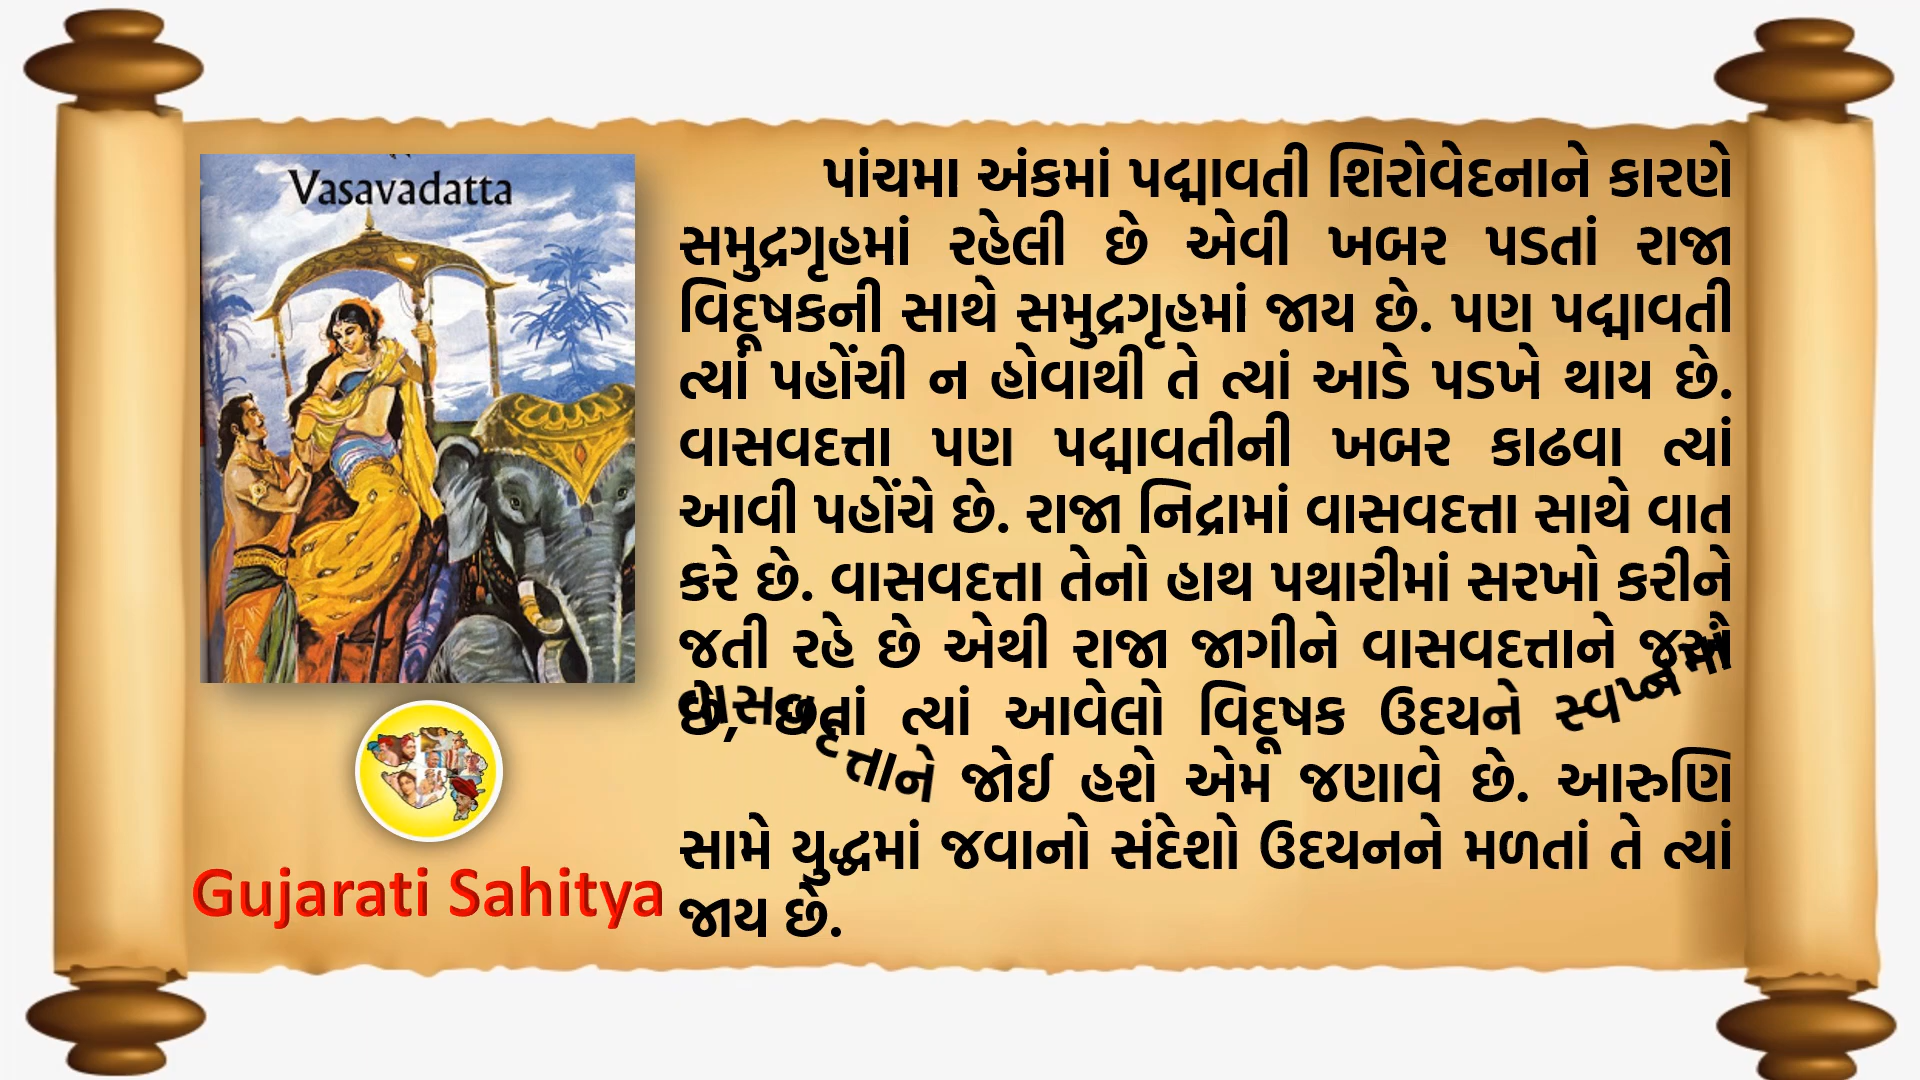 Vasavadatta
પાંચમા અંકમાં પદ્માવતી શિરોવેદનાને કારણે
સમુદ્રગૃહમાં રહેલી છે એવી ખબર પડતાં રાજા
વિદૂષકની સાથે સમુદ્રગૃહમાં જાય છે. પણ પદ્માવતી
ત્યાં પહોંચી ન હોવાથી તે ત્યાં આડે પડખે થાય છે.
વાસવદત્તા પણ પદ્માવતીની ખબર કાઢવા ત્યાં
આવી પહોંચે છે. રાજા નિદ્રામાં વાસવદત્તા સાથે વાત
કરે છે. વાસવદત્તા તેનો હાથ પથારીમાં સરખો કરીને
જતી રહે છે એથી રાજા જાગીને વાસવદત્તાને જુએ
છે, છતાં ત્યાં આવેલો વિદૂષક ઉદયને સ્વપ્નમાં
વાસવદત્તાને જોઈ હશે એમ જણાવે છે. આરુણિ
સામે યુદ્ધમાં જવાનો સંદેશો ઉદયનને મળતાં તે ત્યાં
જાય છે.
Gujarati Sahitya